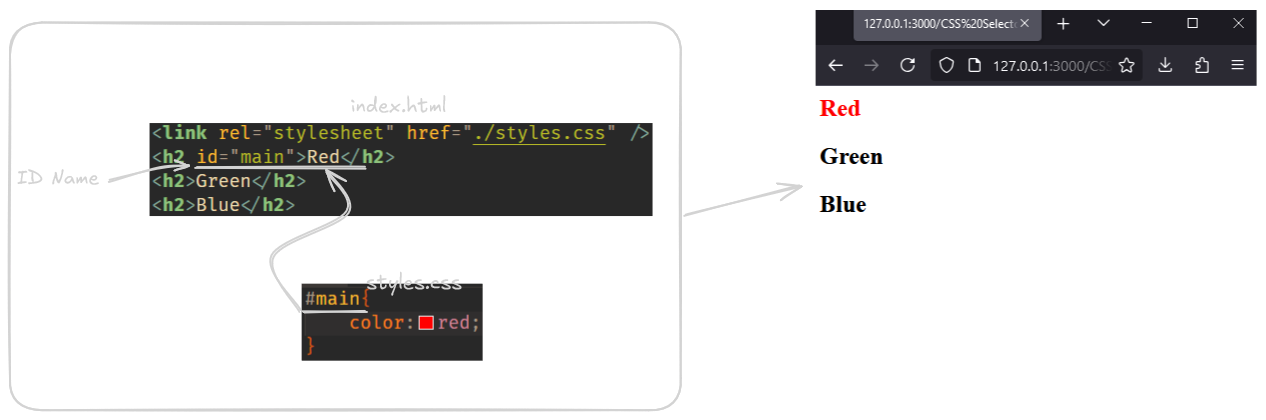 index.html
<link rel="stylesheet" href="./styles.css" />
<h2 id="main">Red</h2>
<h2>Green</h2>
<h2>Blue</h2>
ID Name
styles.css
#main{
color: red;
}
127.0.0.1:3000/CSS%20Selecto
127.0.0.1:3000/CSS
Red
Green
Blue